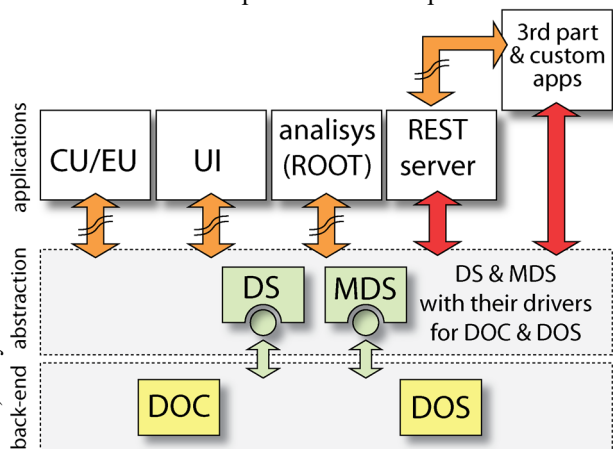 3rd part
& custom
apps
applications
CU/EU
UI
analisys
(ROOT)
REST
server
abstraction
DS
MDS
DS & MDS
with their drivers
for DOC & DOS
back-end
DOC
DOS